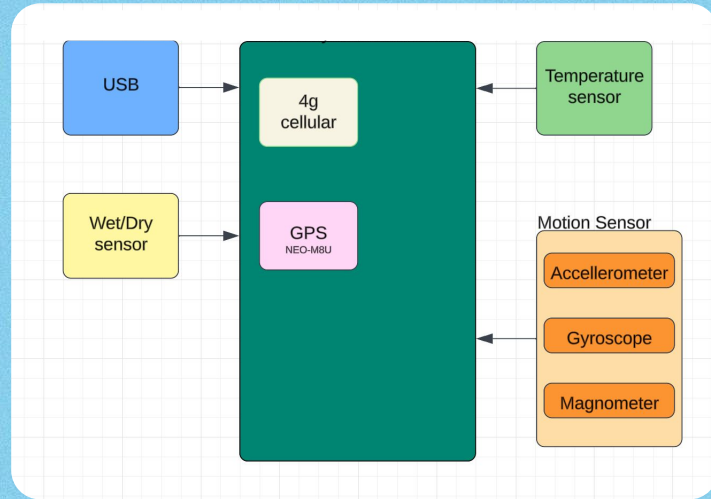 USB
4g
cellular
Temperature
sensor
Wet/Dry
sensor
GPS
NEO-M8U
Motion Sensor
Accellerometer
Gyroscope
Magnometer